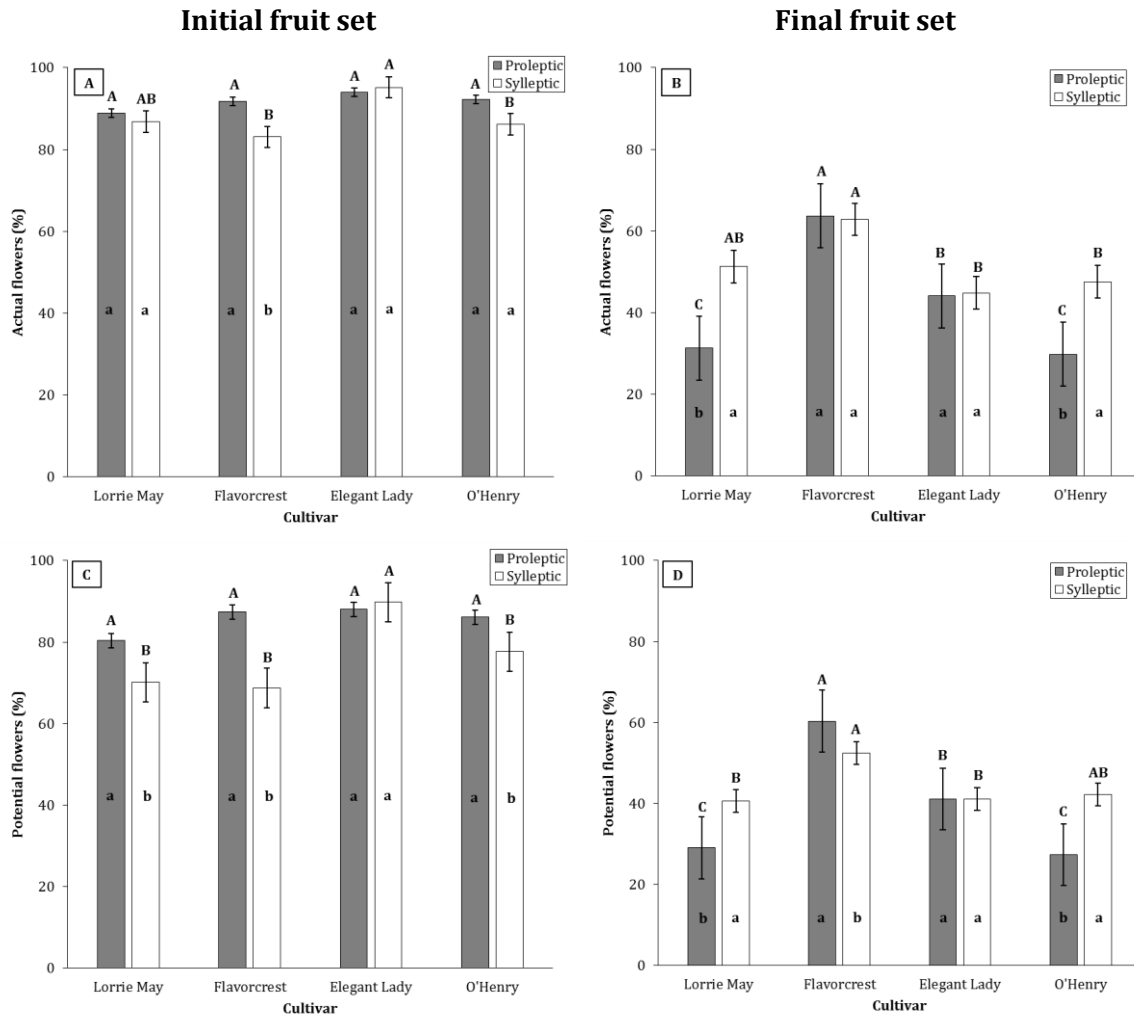 Initial fruit set
Final fruit set
A
Proleptic
Sylleptic
Actual flowers (%)
100
80
60
40
20
0
A AB A B A A A B
a a a b a a a a
Lorrie May Flavorcrest Elegant Lady O'Henry
Cultivar
B
Proleptic
Sylleptic
Actual flowers (%)
100
80
60
40
20
0
C AB A A B B C B
b a a a a a b a
Lorrie May Flavorcrest Elegant Lady O'Henry
Cultivar
C
Proleptic
Sylleptic
Potential flowers (%)
100
80
60
40
20
0
A B A B A A A B
a b a b a a a b
Lorrie May Flavorcrest Elegant Lady O'Henry
Cultivar
D
Proleptic
Sylleptic
Potential flowers (%)
100
80
60
40
20
0
C B A A B B C AB
b a a b a a b a
Lorrie May Flavorcrest Elegant Lady O'Henry
Cultivar